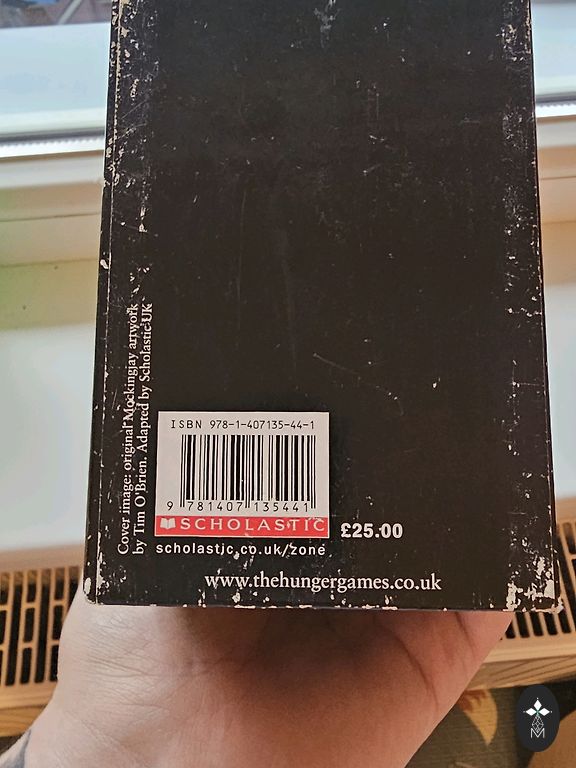 Cover image: original Mockingjay artwork
by Tim O'Brien. Adapted by Scholastic UK
ISBN 978-1-407135-44-1
9 781407 135441
SCHOLASTIC
£25.00
scholastic.co.uk/zone
www.thehungergames.co.uk
M